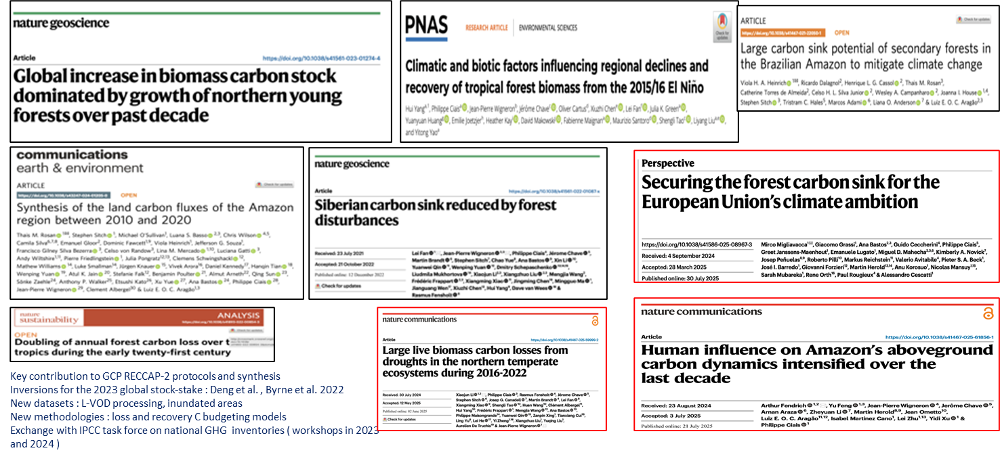 nature geoscience
Article
https://doi.org/10.1038/s41561-023-01274-4
Global increase in biomass carbon stock
dominated by growth of northern young
forests over past decade
PNAS
RESEARCH ARTICLE
ENVIRONMENTAL SCIENCES
Check for
updates
Climatic and biotic factors influencing regional declines and
recovery of tropical forest biomass from the 2015/16 El Niño
Hui Yang, Philippe Ciais, Jean-Pierre Wigneron, Jérôme Chave, Oliver Cartus, Xiuzhi Chen, Lei Fan, Julia K. Green,
Yuanyuan Huang, Emilie Joetzjer, Heather Kay, David Makowski, Fabienne Maignan, Maurizio Santoro, Shengli Tao, Liyang Liu,
and Yitong Yao
ARTICLE
Check for updates
https://doi.org/10.1038/s41467-021-22050-1
OPEN
Large carbon sink potential of secondary forests in
the Brazilian Amazon to mitigate climate change
Viola H. A. Heinrich, Ricardo Dalagnol, Henrique L. G. Cassol, Thais M. Rosan,
Catherine Torres de Almeida, Celso H. L. Silva Junior, Wesley A. Campanharo, Joanna I. House,
Stephen Sitch, Tristram C. Hales, Marcos Adami, Liana O. Anderson & Luiz E. O. C. Aragão
communications
earth & environment
ARTICLE
Check for updates
OPEN
Synthesis of the land carbon fluxes of the Amazon
region between 2010 and 2020
Thais M. Rosan, Stephen Sitch, Michael O'Sullivan, Luana S. Basso, Chris Wilson,
Camila Silva, Emanuel Gloor, Dominic Fawcett, Viola Heinrich, Jefferson G. Souza,
Francisco Gilney Silva Bezerra, Celso von Randow, Lina M. Mercado, Luciana Gatti,
Andy Wiltshire, Pierre Friedlingstein, Julia Pongratz, Clemens Schwingshackl,
Mathew Williams, Luke Smallman, Jürgen Knauer, Vivek Arora, Daniel Kennedy, Hanqin Tian,
Wenping Yuan, Atul K. Jain, Stefanie Falk, Benjamin Poulter, Almut Arneth, Qing Sun,
Sönke Zaehle, Anthony P. Walker, Etsushi Kato, Xu Yue, Ana Bastos, Philippe Ciais,
Jean-Pierre Wigneron, Clement Albergel & Luiz E. O. C. Aragão
nature geoscience
Article
https://doi.org/10.1038/s41561-022-01087-x
Siberian carbon sink reduced by forest
disturbances
Received: 23 July 2021
Accepted: 21 October 2022
Published online: 12 December 2022
Check for updates
Lei Fan, Jean-Pierre Wigneron, Philippe Ciais, Jérôme Chave,
Martin Brandt, Stephen Sitch, Chao Yue, Ana Bastos, Xin Li,
Yuanwei Qin, Wenping Yuan, Dmitry Schepaschenko,
Liudmila Mukhortova, Xiaojun Li, Xiangzhuo Liu, Mengjia Wang,
Frédéric Frappart, Xiangming Xiao, Jingming Chen, Mingguo Ma,
Jianguang Wen, Xiuzhi Chen, Hui Yang, Dave van Wees &
Rasmus Fensholt
Perspective
Securing the forest carbon sink for the
European Union's climate ambition
https://doi.org/10.1038/s41586-025-08967-3
Received: 4 September 2024
Accepted: 28 March 2025
Published online: 30 July 2025
Mirco Migliavacca, Giacomo Grassi, Ana Bastos, Guido Ceccherini, Philippe Ciais,
Greet Janssens-Maenhout, Emanuele Lugato, Miguel D. Mahecha, Kimberly A. Novick,
Josep Peñuelas, Roberto Pilli, Markus Reichstein, Valerio Avitabile, Pieter S. A. Beck,
José I. Barredo, Giovanni Forzieri, Martin Herold, Anu Korosuo, Nicolas Mansuy,
Sarah Mubareka, Rene Orth, Paul Rougieux & Alessandro Cescatti
nature
sustainability
ANALYSIS
OPEN
Doubling of annual forest carbon loss over t
tropics during the early twenty-first century
nature communications
Article
https://doi.org/10.1038/s41467-025-59999-2
Large live biomass carbon losses from
droughts in the northern temperate
ecosystems during 2016-2022
Received: 30 July 2024
Accepted: 12 May 2025
Published online: 02 June 2025
Check for updates
Xiaojun Li, Philippe Ciais, Rasmus Fensholt, Jérôme Chave,
Stephen Sitch, Josep G. Canadell, Martin Brandt, Lei Fan,
Xiangming Xiao, Shengli Tao, Huan Wang, Clément Albergel,
Hui Yang, Frédéric Frappart, Mengjia Wang, Ana Bastos,
Philippe Maisongrande, Yuanwei Qin, Zanpin Xing, Tianxiang Cui,
Ling Yu, Lei He, Yi Zheng, Xiangzhuo Liu, Yuqing Liu,
Aurelien De Truchis & Jean-Pierre Wigneron
nature communications
Article
https://doi.org/10.1038/s41467-025-61856-1
Human influence on Amazon's aboveground
carbon dynamics intensified over the
last decade
Received: 23 August 2024
Accepted: 3 July 2025
Published online: 21 July 2025
Arthur Fendrich, Yu Feng, Jean-Pierre Wigneron, Jérôme Chave,
Arnan Araza, Zheyuan Li, Martin Herold, Jean Ometto,
Luiz E. O. C. Aragão, Isabel Martinez Cano, Lei Zhu, Yidi Xu &
Philippe Ciais
Key contribution to GCP RECCAP-2 protocols and synthesis
Inversions for the 2023 global stock-stake : Deng et al. , Byrne et al. 2022
New datasets : L-VOD processing, inundated areas
New methodologies : loss and recovery C budgeting models
Exchange with IPCC task force on national GHG inventories ( workshops in 2023
and 2024 )